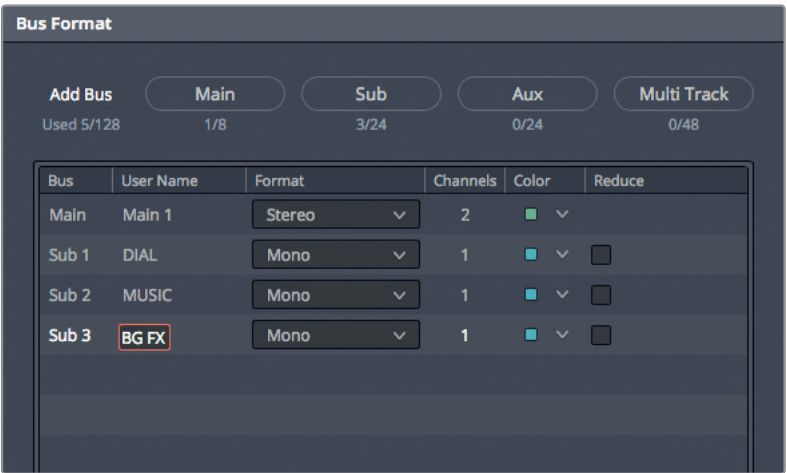 Bus Format
Add Bus Main Sub Aux Multi Track
Used 5/128 1/8 3/24 0/24 0/48
Bus User Name Format Channels Color Reduce
Main Main 1 Stereo 2
Sub 1 DIAL Mono 1
Sub 2 MUSIC Mono 1
Sub 3 BG FX Mono 1